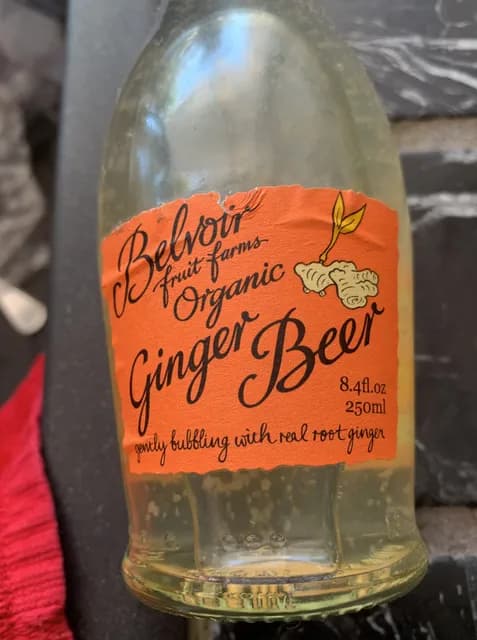 Belvoir
fruit farms
Organic
Ginger Beer
8.4fl.oz
250ml
gently bubbling with real root ginger